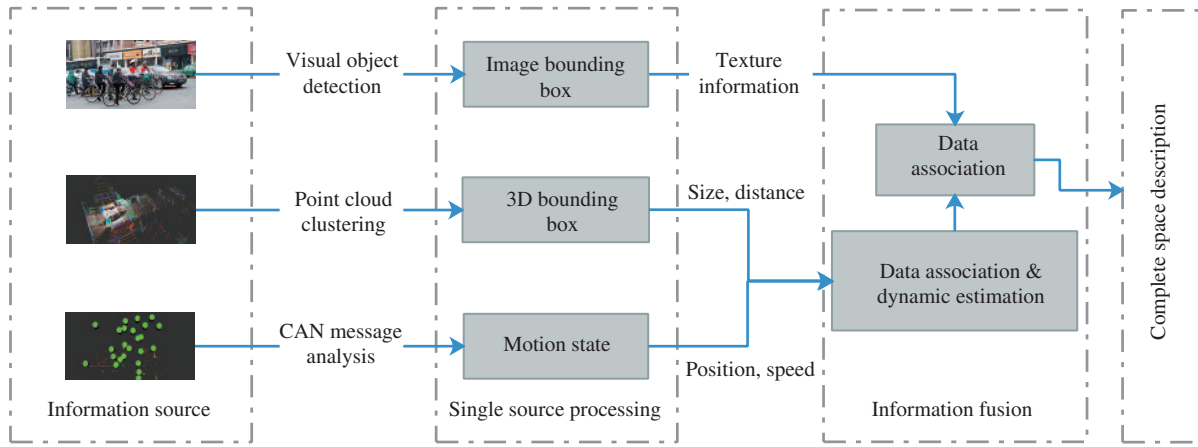 Visual object
detection
Image bounding
box
Texture
information
Data
association
Point cloud
clustering
3D bounding
box
Size, distance
Data association &
dynamic estimation
CAN message
analysis
Motion state
Position, speed
Information source
Single source processing
Information fusion
Complete space description